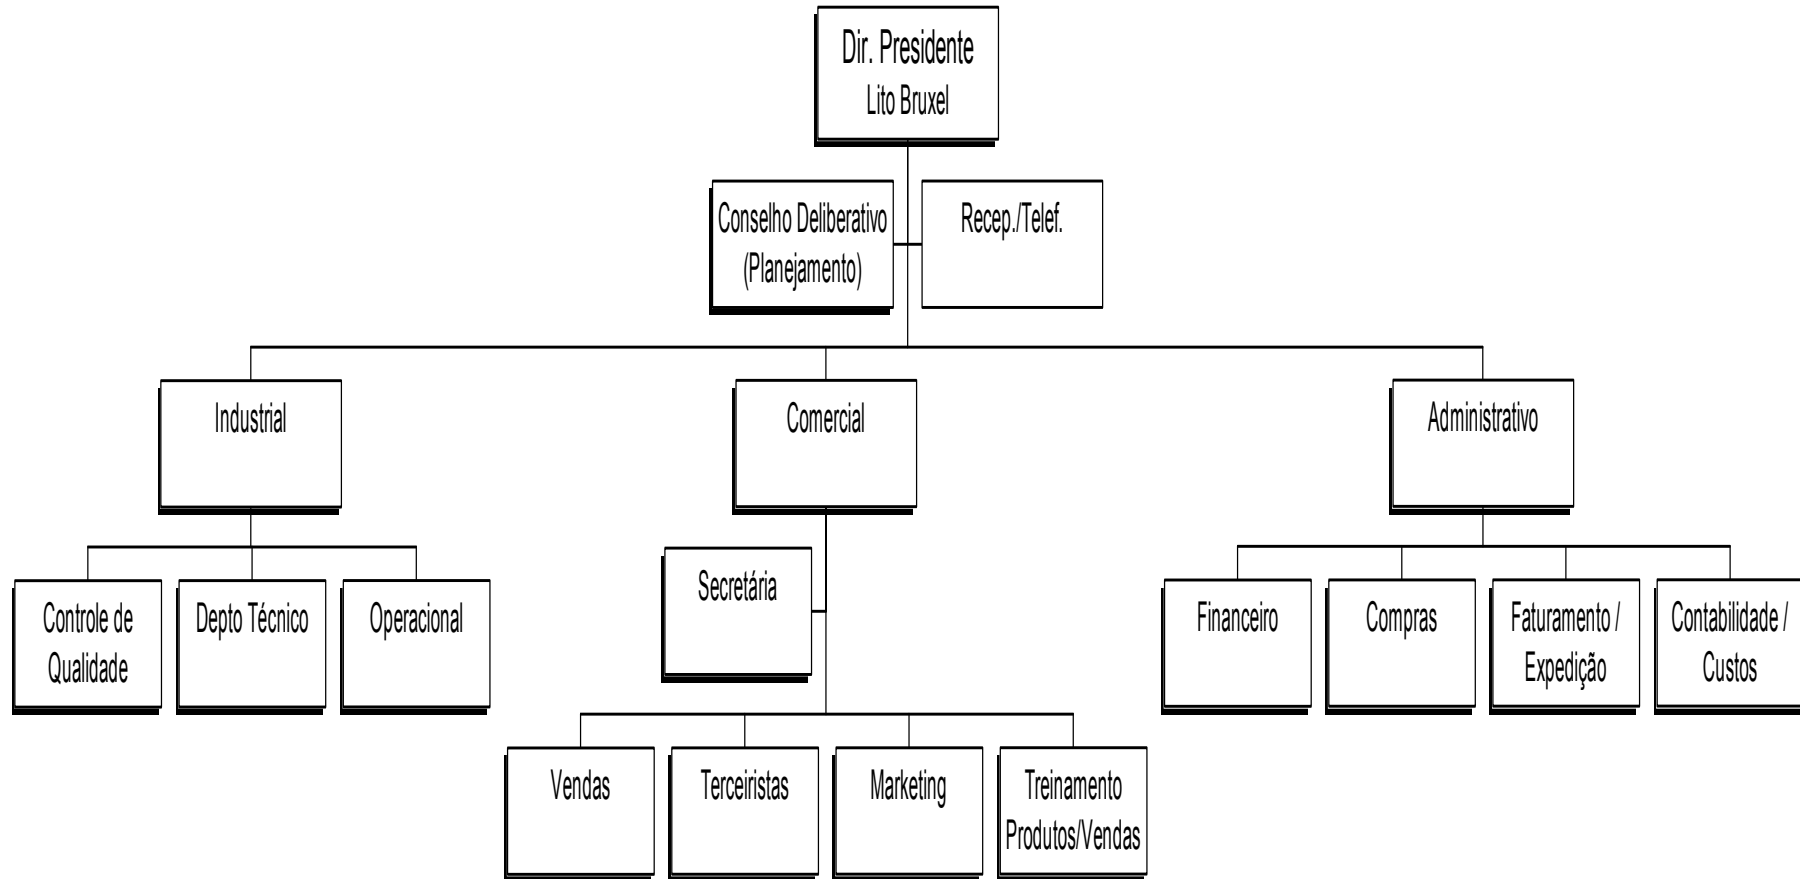 Dir. Presidente
Lito Bruxel
Conselho Deliberativo
(Planejamento)
Recep./Telef.
Industrial
Comercial
Administrativo
Controle de
Qualidade
Depto Técnico
Operacional
Secretária
Financeiro
Compras
Faturamento /
Expedição
Contabilidade /
Custos
Vendas
Terceiristas
Marketing
Treinamento
Produtos/Vendas